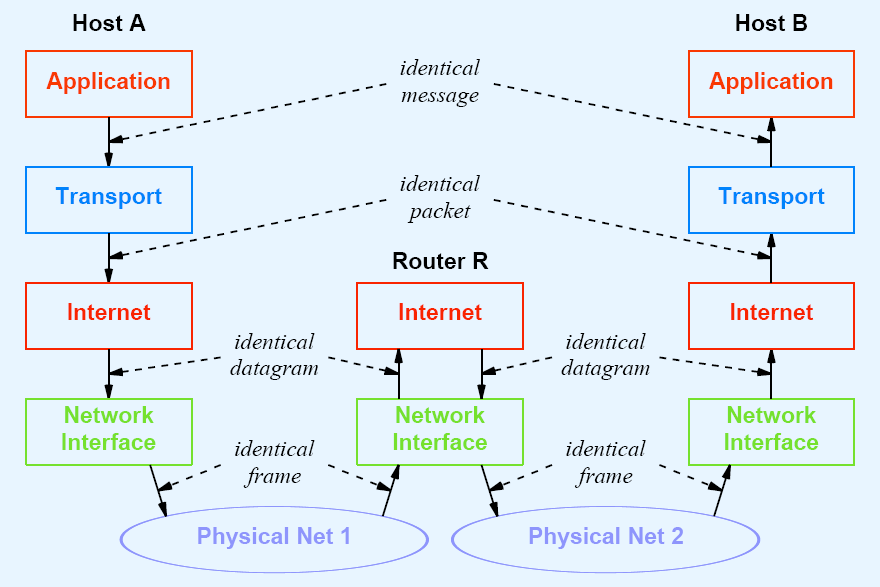 Host A
Host B
Application
identical
message
Application
Transport
identical
packet
Transport
Router R
Internet
Internet
Internet
identical
datagram
identical
datagram
Network
Interface
Network
Interface
Network
Interface
identical
frame
identical
frame
Physical Net 1
Physical Net 2